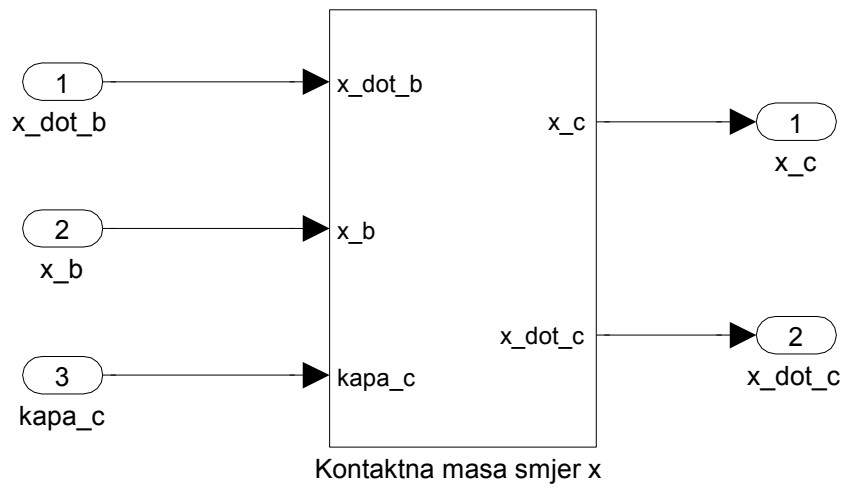 1
x_dot_b
x_dot_b
x_c
1
x_c
2
x_b
x_b
x_dot_c
2
x_dot_c
3
kapa_c
kapa_c
Kontaktna masa smjer x